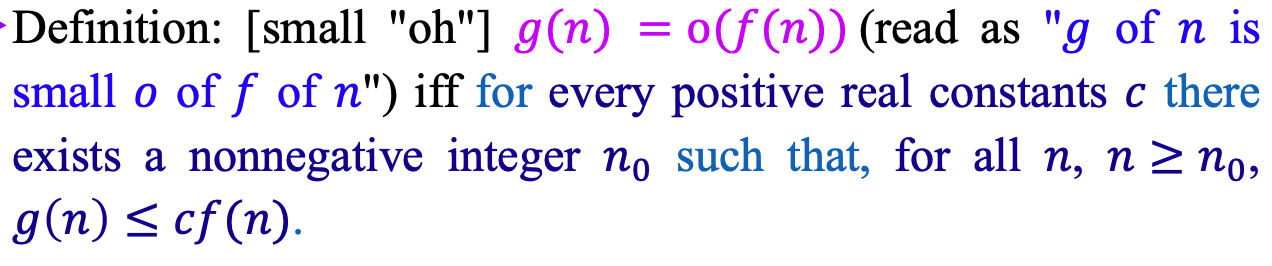 Definition: [small "oh"] g(n) = o(f(n)) (read as "g of n is
small o of f of n") iff for every positive real constants c there
exists a nonnegative integer n₀ such that, for all n, n ≥ n₀,
g(n) ≤ cf(n).